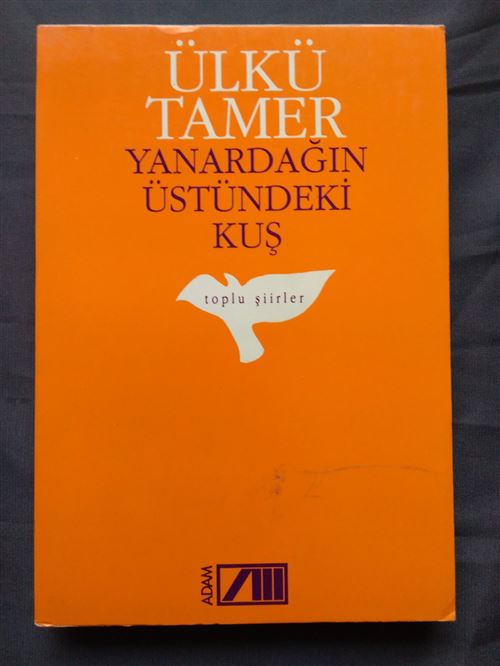 ÜLKÜ
TAMER
YANARDAĞIN
ÜSTÜNDEKİ
KUŞ
toplu şiirler
ADAM